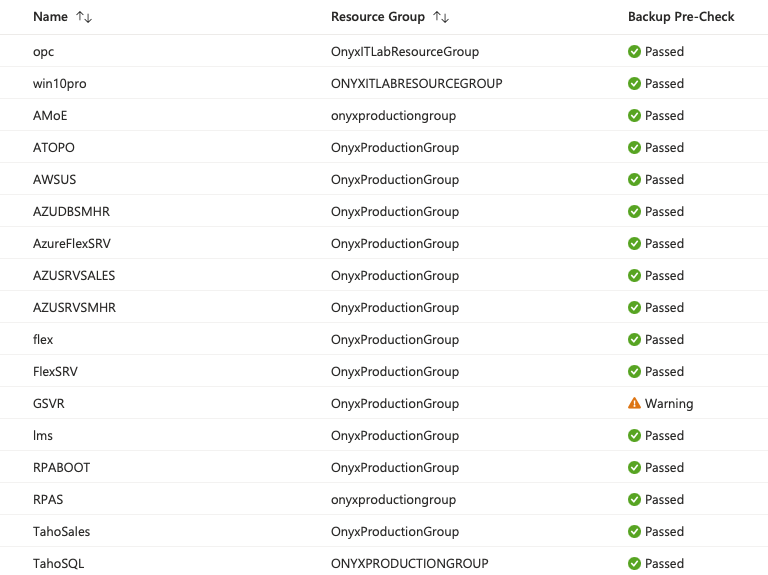 Name ↑↓ Resource Group ↑↓ Backup Pre-Check
opc OnyxITLabResourceGroup Passed
win10pro ONYXITLABRESOURCEGROUP Passed
AMoE onyxproductiongroup Passed
ATOPO OnyxProductionGroup Passed
AWSUS OnyxProductionGroup Passed
AZUDBSMHR OnyxProductionGroup Passed
AzureFlexSRV OnyxProductionGroup Passed
AZUSRVSALES OnyxProductionGroup Passed
AZUSRVSMHR OnyxProductionGroup Passed
flex OnyxProductionGroup Passed
FlexSRV OnyxProductionGroup Passed
GSVR OnyxProductionGroup Warning
lms OnyxProductionGroup Passed
RPABOOT OnyxProductionGroup Passed
RPAS onyxproductiongroup Passed
TahoSales OnyxProductionGroup Passed
TahoSQL ONYXPRODUCTIONGROUP Passed